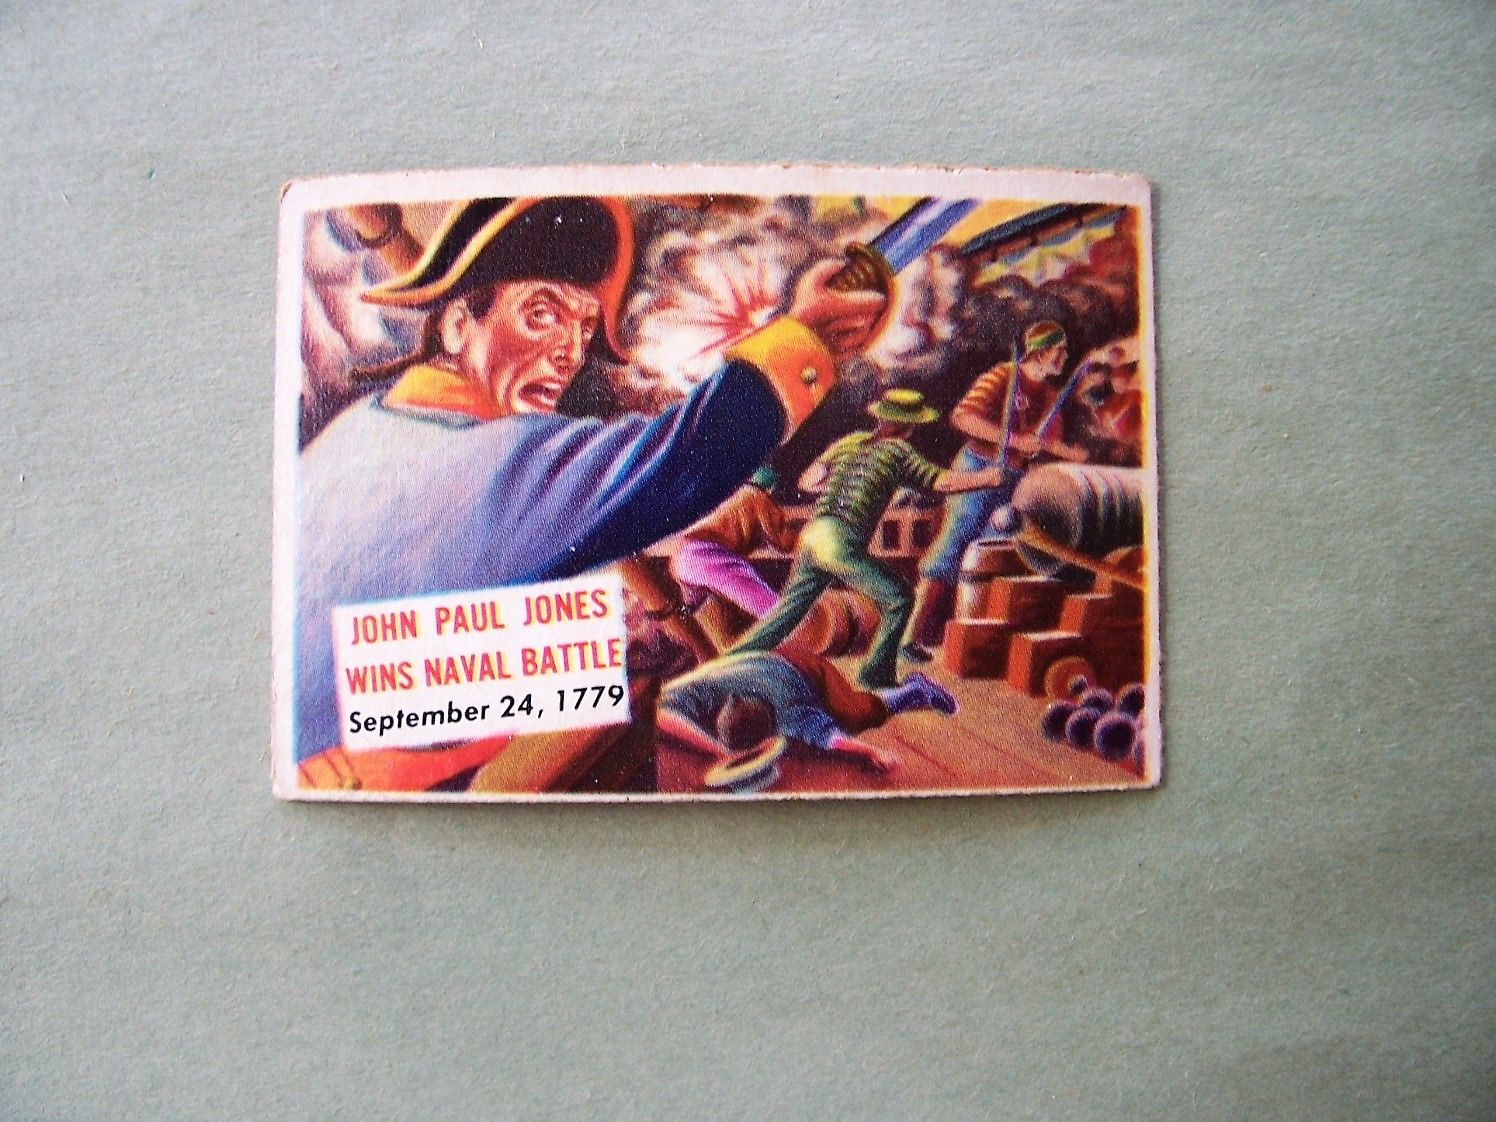 JOHN PAUL JONES
WINS NAVAL BATTLE
September 24, 1779